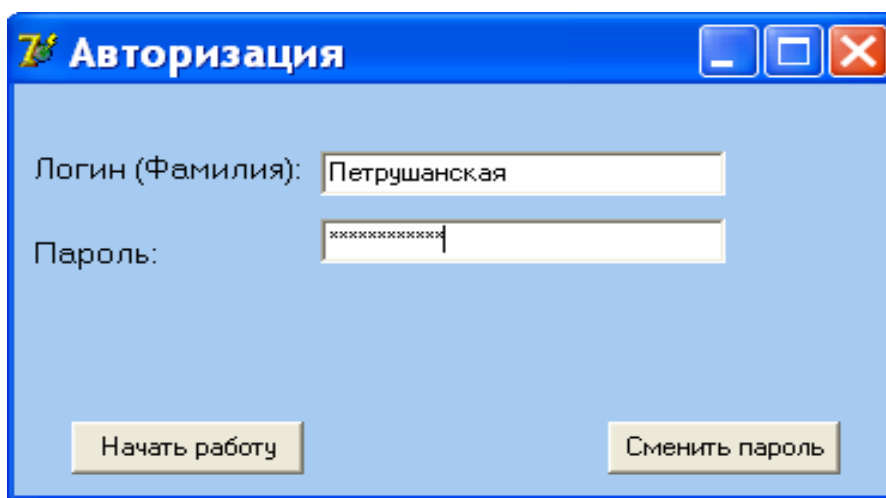 Авторизация
Логин (Фамилия): Петрушанская
Пароль: ************
Начать работу Сменить пароль